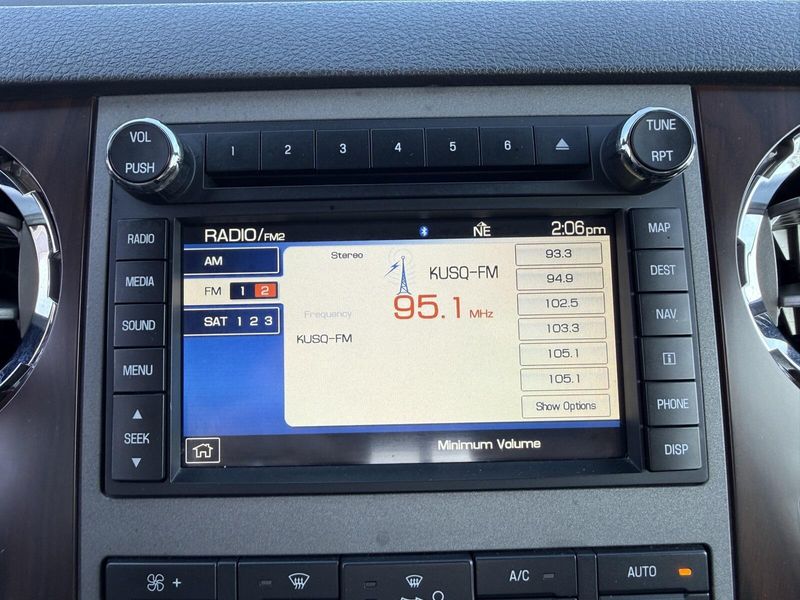 VOL
PUSH
1 2 3 4 5 6
TUNE
RPT
RADIO
MEDIA
SOUND
MENU
SEEK
RADIO/FM2
NE
2:06pm
AM
FM 1 2
SAT 1 2 3
Stereo
KUSQ-FM
Frequency
95.1 MHz
KUSQ-FM
93.3
94.9
102.5
103.3
105.1
105.1
Show Options
Minimum Volume
MAP
DEST
NAV
i
PHONE
DISP
+
A/C
AUTO